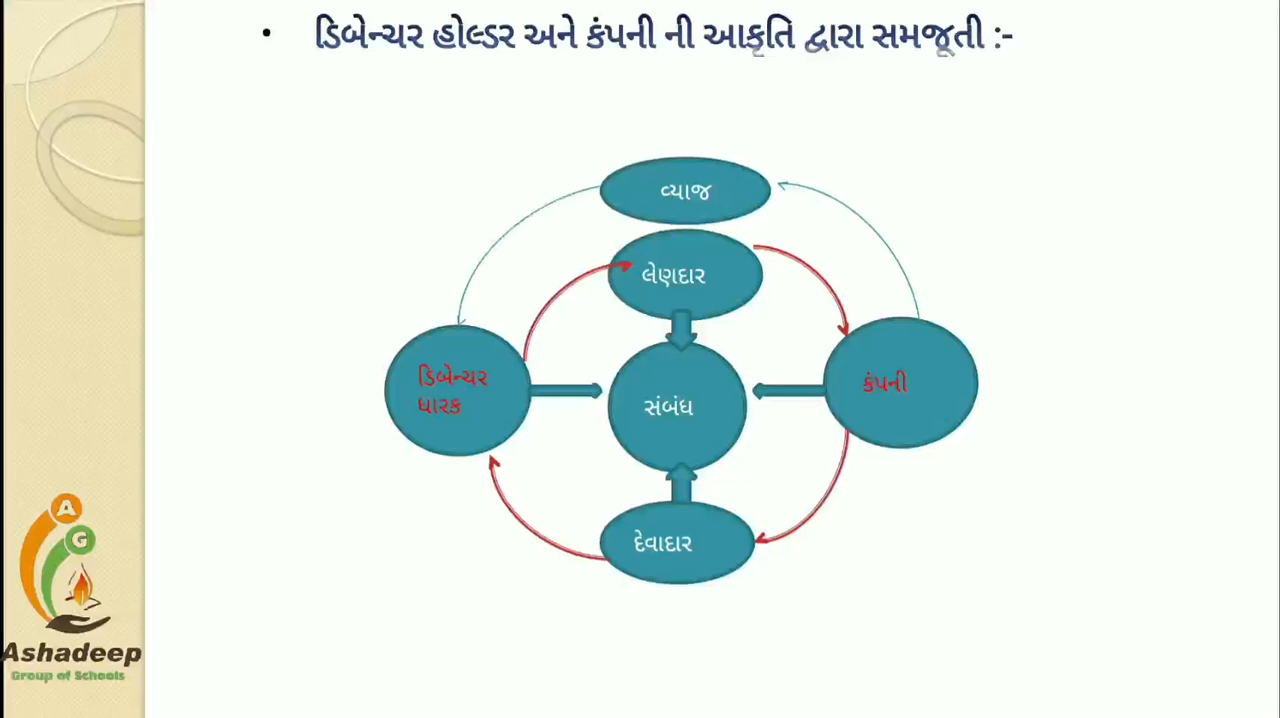 • ડિબેન્ચર હોલ્ડર અને કંપની ની આકૃતિ દ્વારા સમજૂતી :-
વ્યાજ
લેણદાર
ડિબેન્ચર
ધારક
સંબંધ
કંપની
દેવાદાર
A
G
Ashadeep
Group of Schools